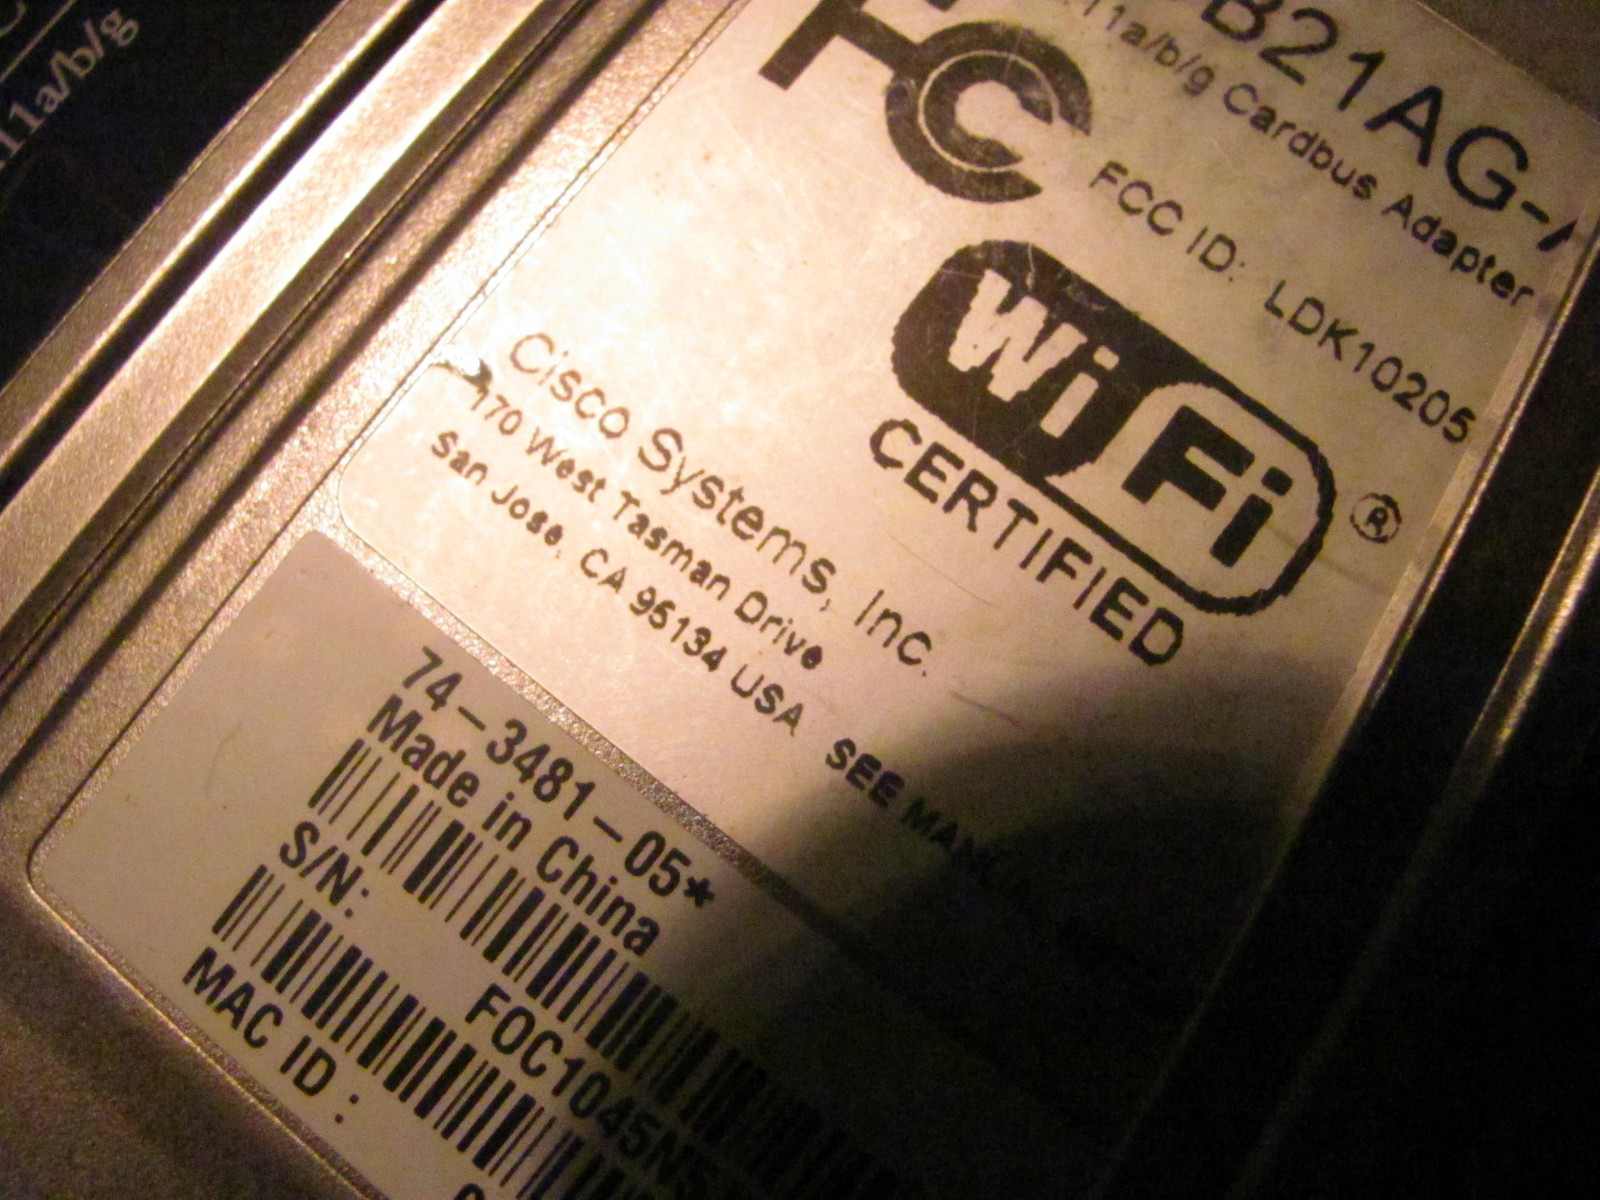 11a/b/g
B21AG-
11a/b/g Cardbus Adapter
FC
FCC ID: LDK10205
Wi Fi
®
CERTIFIED
Cisco Systems, Inc.
170 West Tasman Drive
San Jose, CA 95134 USA SEE
74-3481-05*
Made in China
S/N: FOC1045N
MAC ID :